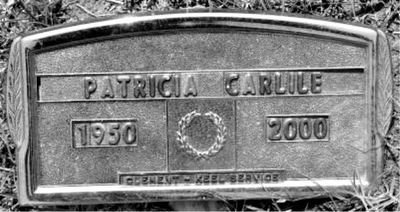 PATRICIA CARLILE
1950 2000
CLEMENT - KEEL SERVICE